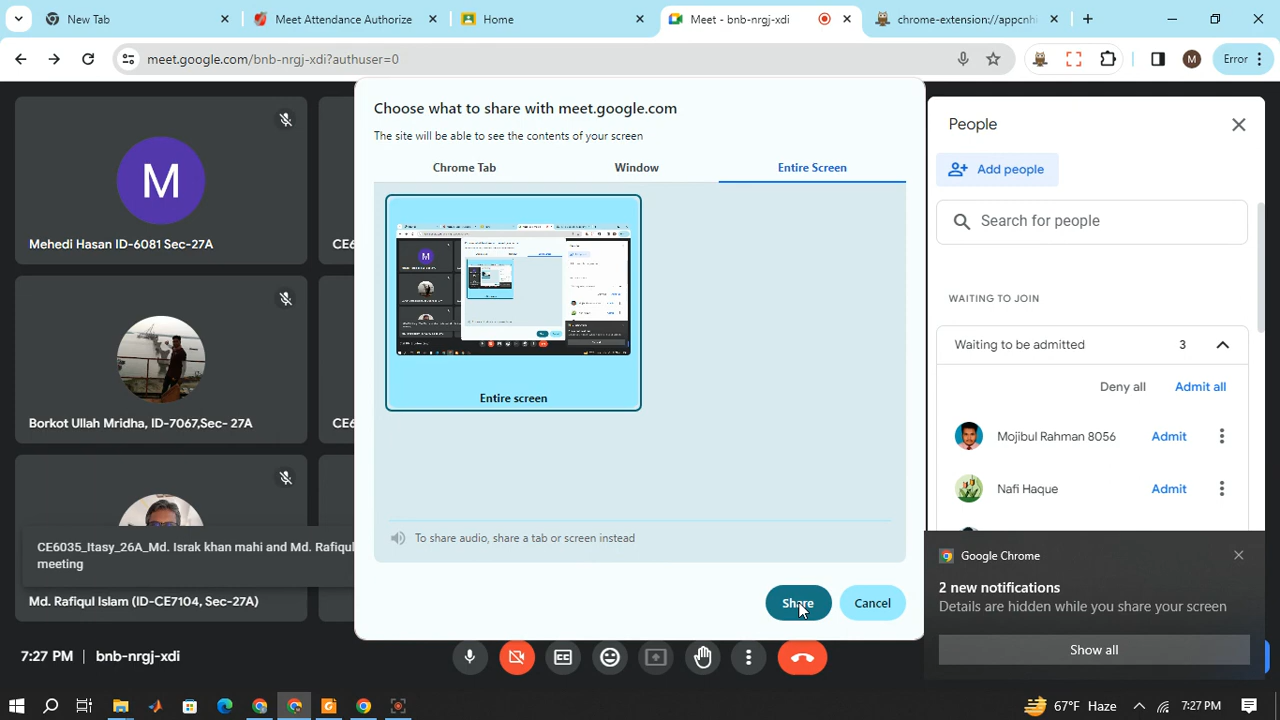 New Tab
Meet Attendance Authorize
Home
Meet - bnb-nrgj-xdi
chrome-extension://appcnhi
meet.google.com/bnb-nrgj-xdi?authuser=0
M
Error
Choose what to share with meet.google.com
The site will be able to see the contents of your screen
Chrome Tab
Window
Entire Screen
Entire screen
To share audio, share a tab or screen instead
Share
Cancel
M
Mehedi Hasan ID-6081 Sec-27A
CE6
Borkot Ullah Mridha, ID-7067,Sec- 27A
CE6
CE6035_Itasy_26A_Md. Israk khan mahi and Md. Rafiqul
meeting
Md. Rafiqul Islam (ID-CE7104, Sec-27A)
People
Add people
Search for people
WAITING TO JOIN
Waiting to be admitted
3
Deny all
Admit all
Mojibul Rahman 8056
Admit
Nafi Haque
Admit
Google Chrome
2 new notifications
Details are hidden while you share your screen
Show all
7:27 PM | bnb-nrgj-xdi
67°F Haze
7:27 PM